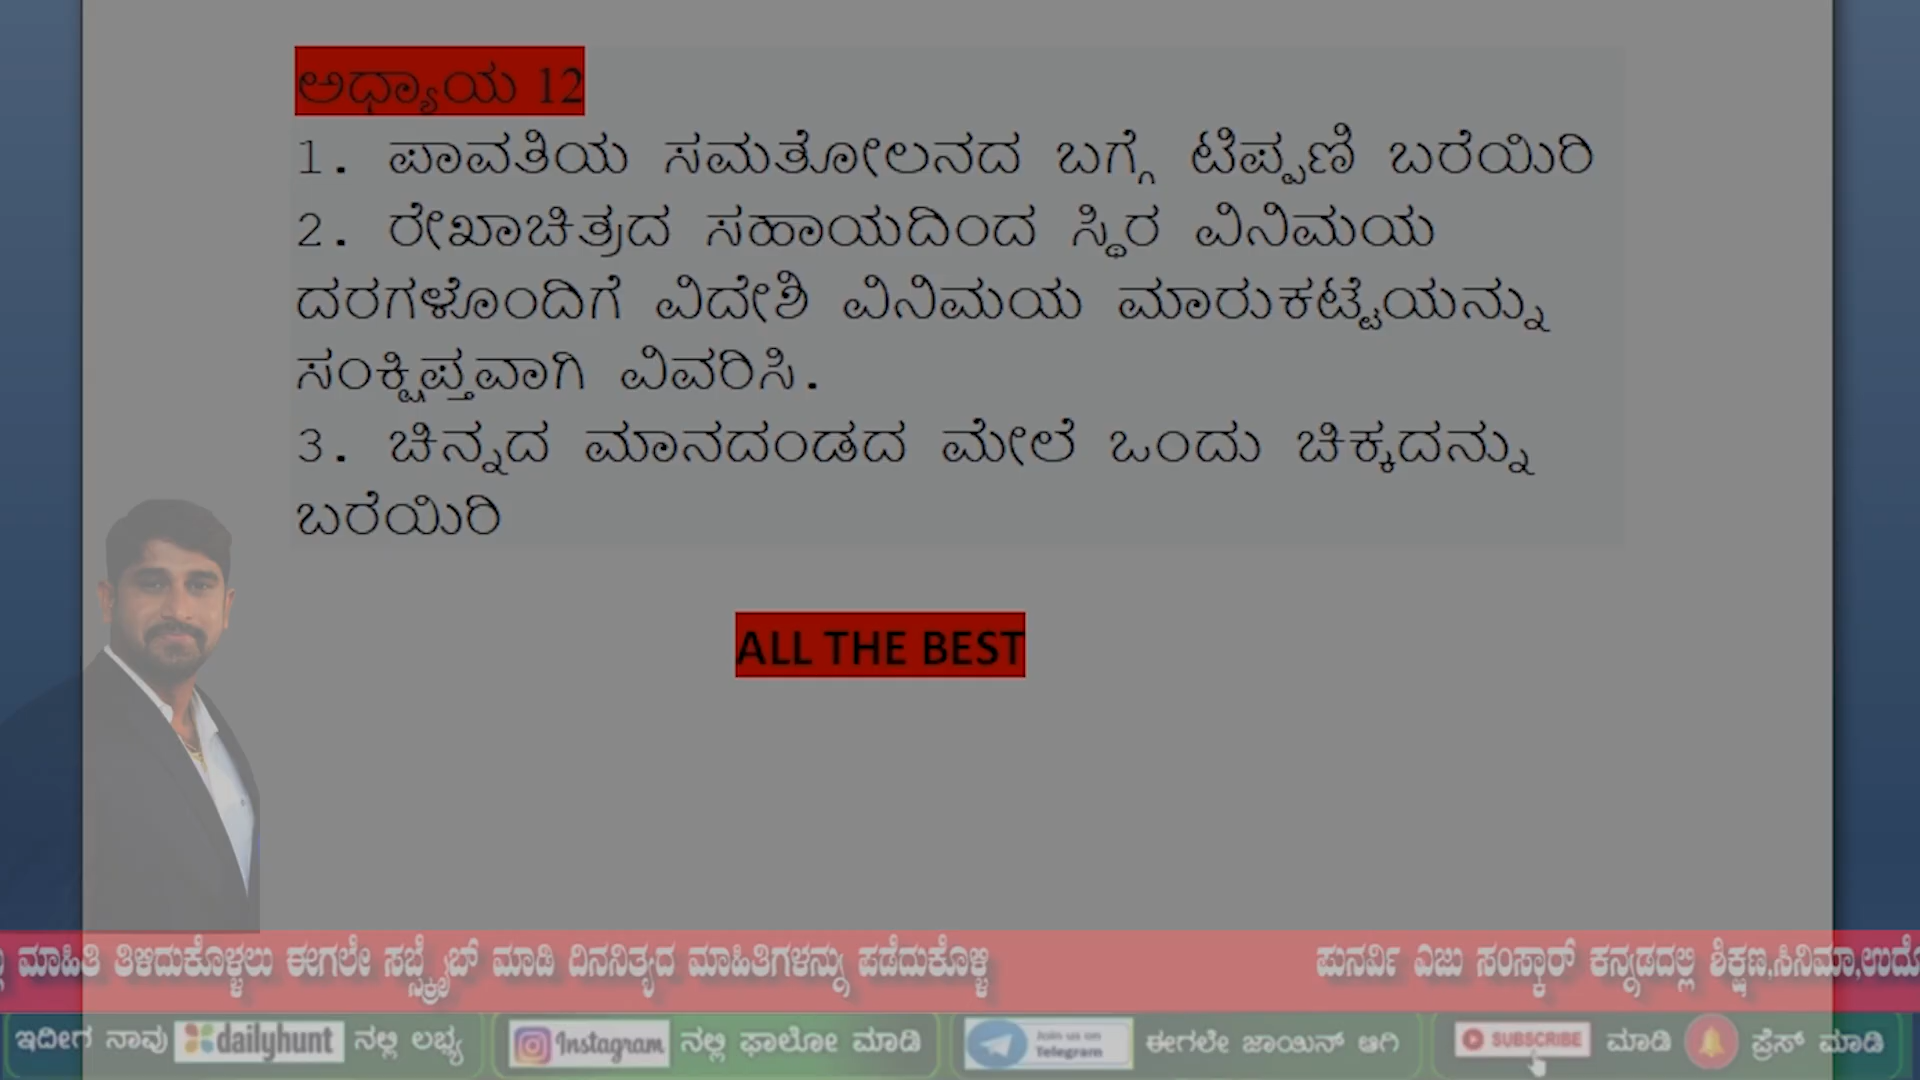 ಅಧ್ಯಾಯ 12
1. ಪಾವತಿಯ ಸಮತೋಲನದ ಬಗ್ಗೆ ಟಿಪ್ಪಣಿ ಬರೆಯಿರಿ
2. ರೇಖಾಚಿತ್ರದ ಸಹಾಯದಿಂದ ಸ್ಥಿರ ವಿನಿಮಯ
ದರಗಳೊಂದಿಗೆ ವಿದೇಶಿ ವಿನಿಮಯ ಮಾರುಕಟ್ಟೆಯನ್ನು
ಸಂಕ್ಷಿಪ್ತವಾಗಿ ವಿವರಿಸಿ.
3. ಚಿನ್ನದ ಮಾನದಂಡದ ಮೇಲೆ ಒಂದು ಚಿಕ್ಕದನ್ನು
ಬರೆಯಿರಿ
ALL THE BEST
ಮಾಹಿತಿ ತಿಳಿದುಕೊಳ್ಳಲು ಈಗಲೇ ಸಬ್ಸ್ಕ್ರೈಬ್ ಮಾಡಿ ದಿನನಿತ್ಯದ ಮಾಹಿತಿಗಳನ್ನು ಪಡೆದುಕೊಳ್ಳಿ ಪುನರ್ವಿ ಎಜು ಸಂಸ್ಕಾರ್ ಕನ್ನಡದಲ್ಲಿ ಶಿಕ್ಷಣ,ಸಿನಿಮಾ,
ಇದೀಗ ನಾವು dailyhunt ನಲ್ಲಿ ಲಭ್ಯ Instagram ನಲ್ಲಿ ಫಾಲೋ ಮಾಡಿ Join us on Telegram ಈಗಲೇ ಜಾಯಿನ್ ಆಗಿ SUBSCRIBE ಮಾಡಿ ಪ್ರೆಸ್ ಮಾಡಿ